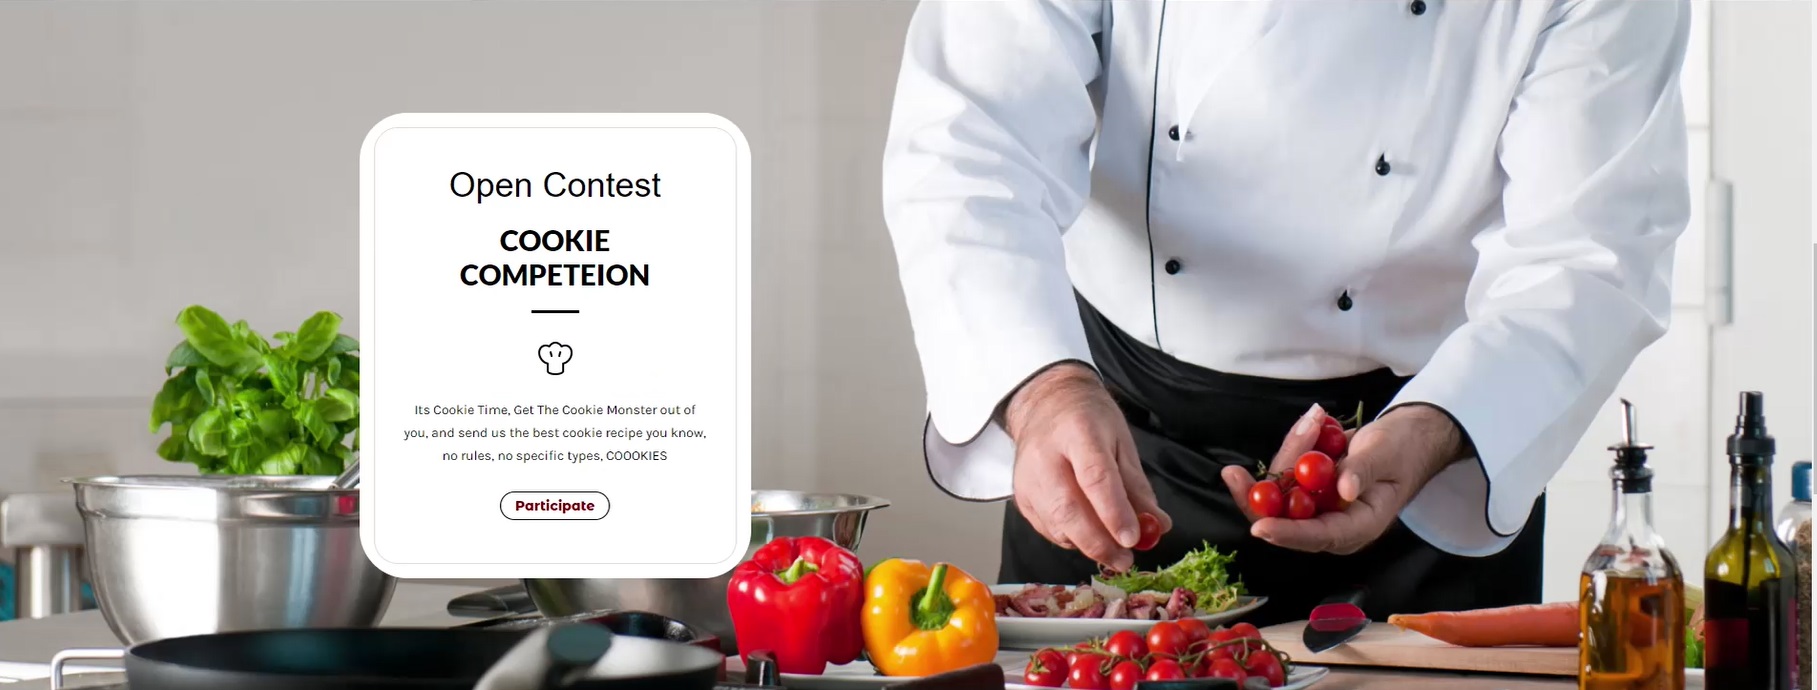 Open Contest
COOKIE
COMPETEION
Its Cookie Time, Get The Cookie Monster out of
you, and send us the best cookie recipe you know,
no rules, no specific types, COOOKIES
Participate